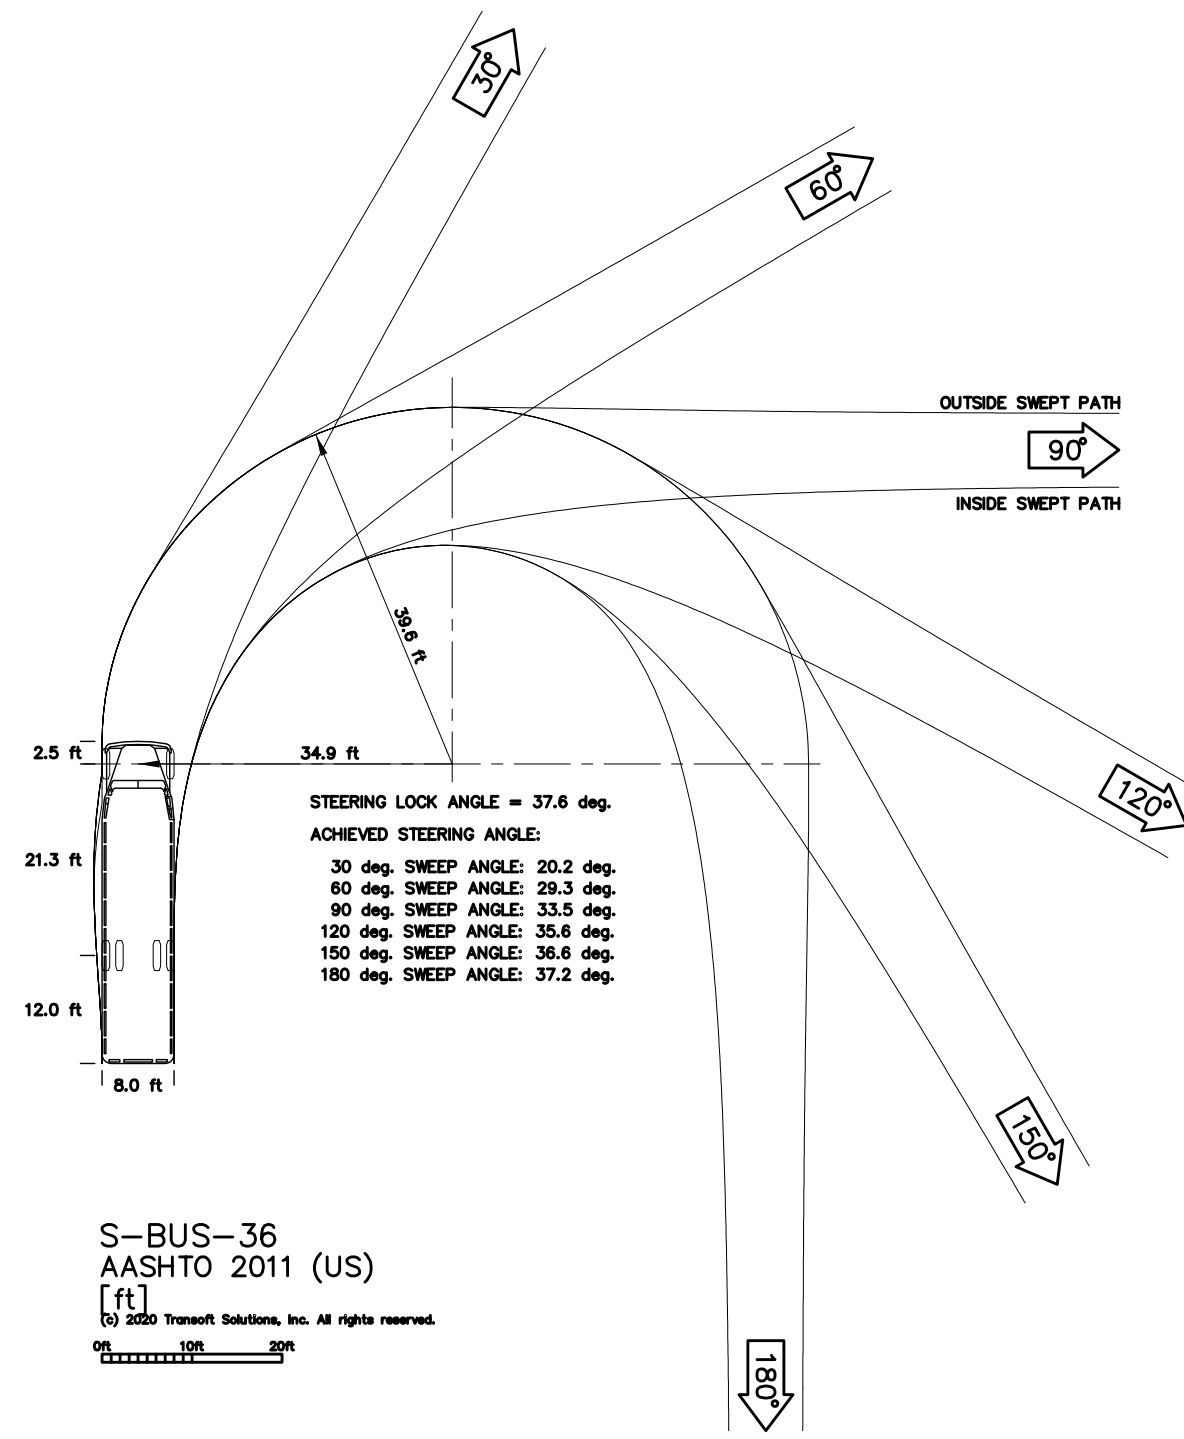 30°
60°
OUTSIDE SWEPT PATH
90°
INSIDE SWEPT PATH
39.6 ft
2.5 ft
34.9 ft
120°
STEERING LOCK ANGLE = 37.6 deg.
ACHIEVED STEERING ANGLE:
21.3 ft
30 deg. SWEEP ANGLE: 20.2 deg.
60 deg. SWEEP ANGLE: 29.3 deg.
90 deg. SWEEP ANGLE: 33.5 deg.
120 deg. SWEEP ANGLE: 35.6 deg.
150 deg. SWEEP ANGLE: 36.6 deg.
180 deg. SWEEP ANGLE: 37.2 deg.
12.0 ft
8.0 ft
150°
S-BUS-36
AASHTO 2011 (US)
[ft]
(c) 2020 Transoft Solutions, Inc. All rights reserved.
0ft 10ft 20ft
180°